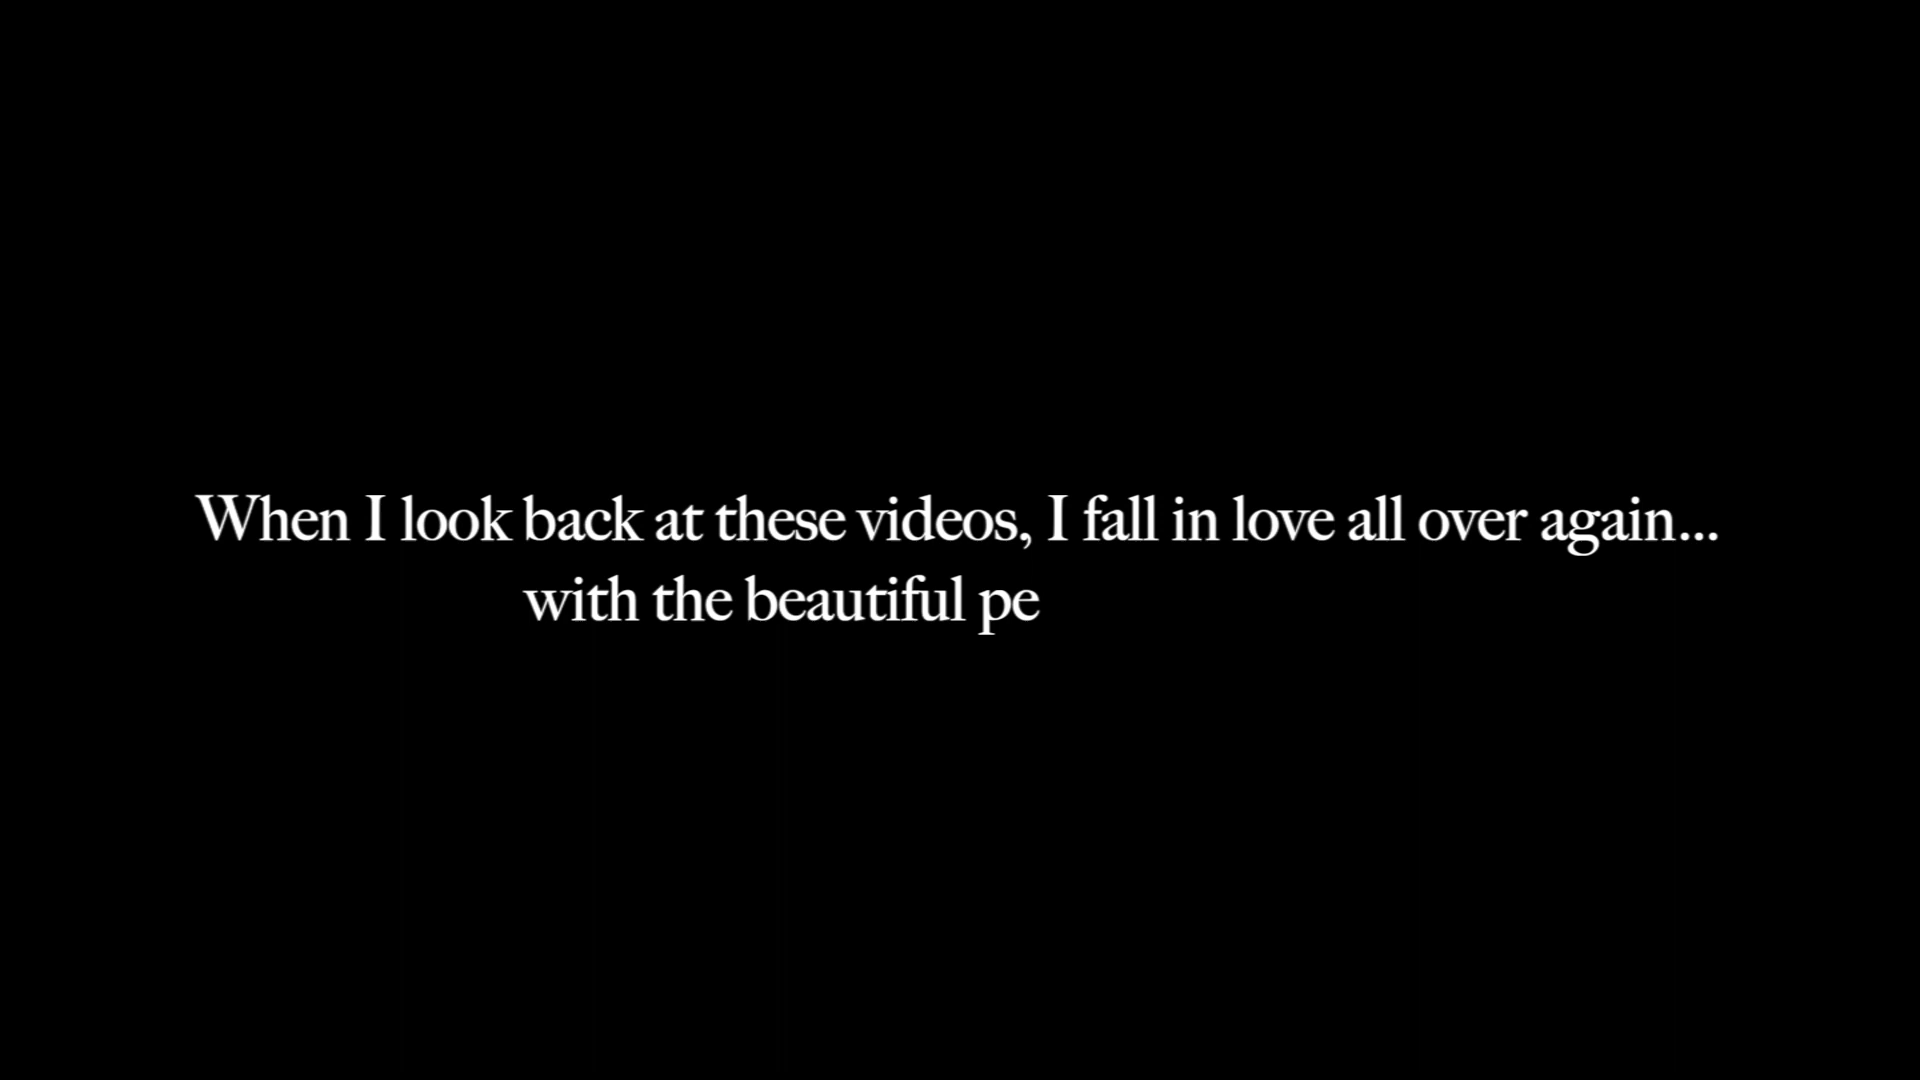 When I look back at these videos, I fall in love all over again...
with the beautiful pe